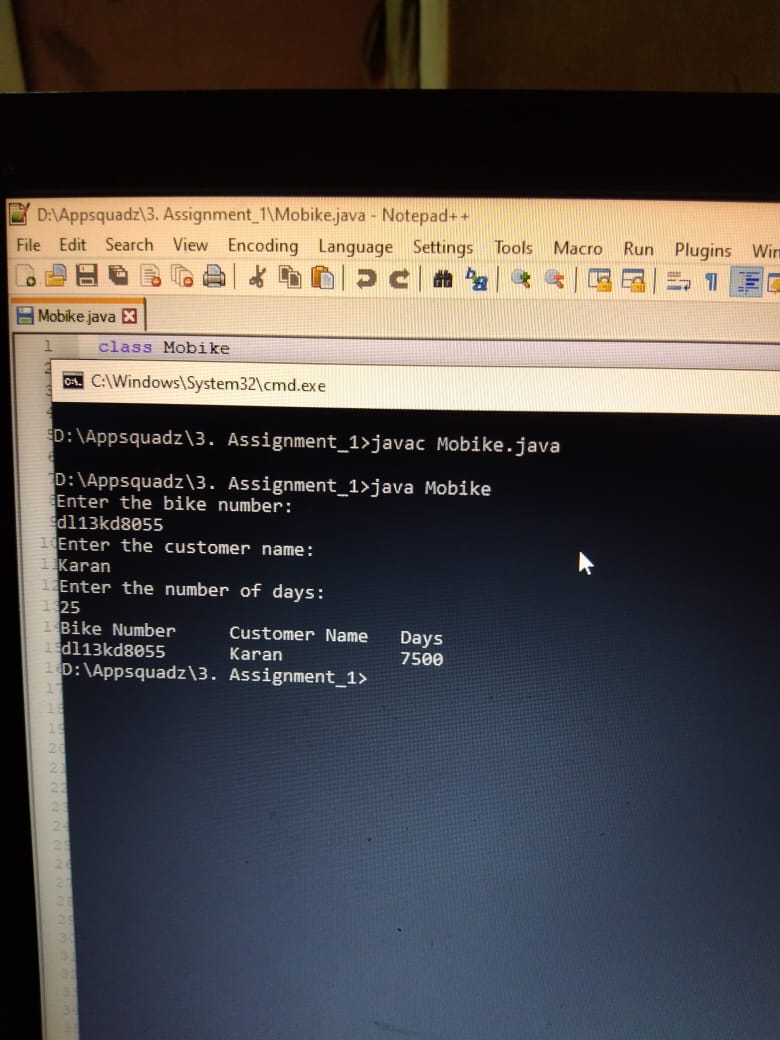 D:\Appsquadz\3. Assignment_1\Mobike.java - Notepad++
File Edit Search View Encoding Language Settings Tools Macro Run Plugins Win
Mobike.java
1 class Mobike
C:\Windows\System32\cmd.exe
D:\Appsquadz\3. Assignment_1>javac Mobike.java
D:\Appsquadz\3. Assignment_1>java Mobike
Enter the bike number:
dl13kd8055
Enter the customer name:
Karan
Enter the number of days:
25
Bike Number Customer Name Days
dl13kd8055 Karan 7500
D:\Appsquadz\3. Assignment_1>